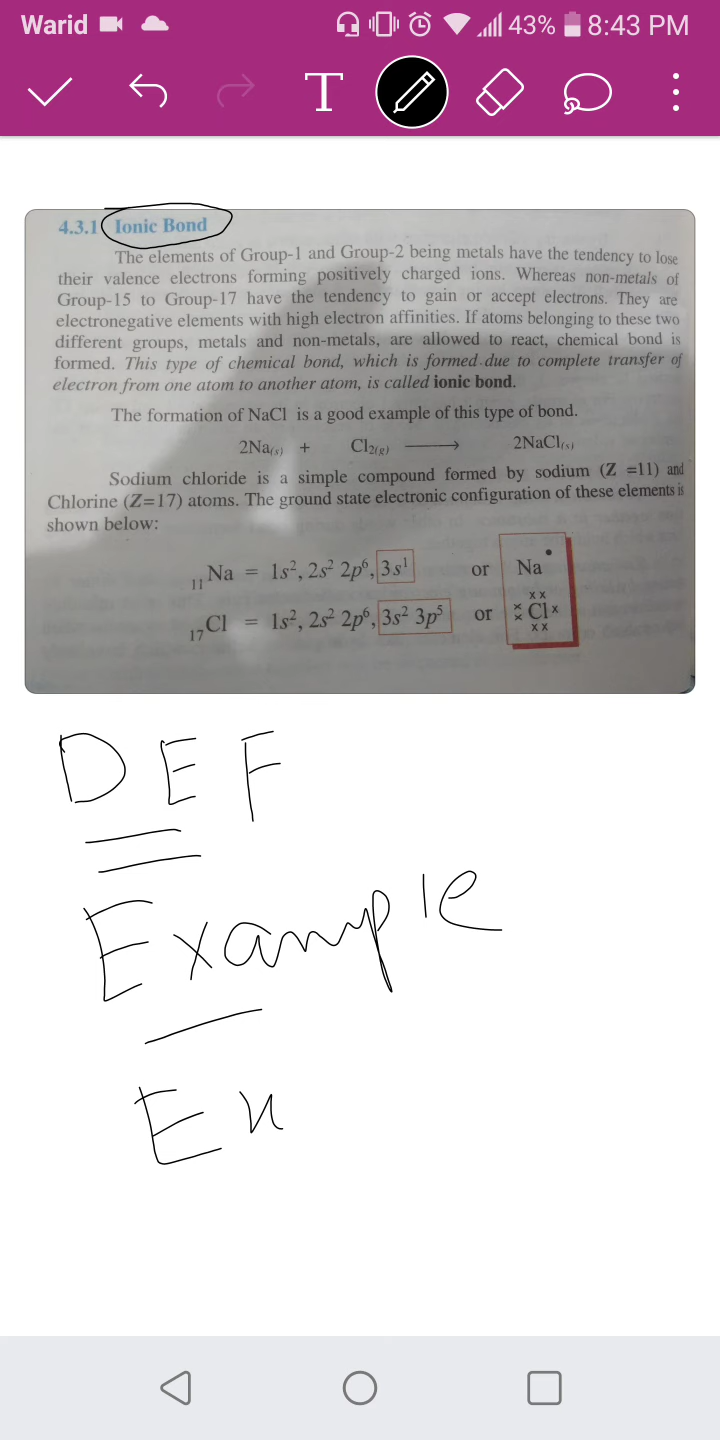 Warid 43% 8:43 PM
T
4.3.1 Ionic Bond
The elements of Group-1 and Group-2 being metals have the tendency to lose
their valence electrons forming positively charged ions. Whereas non-metals of
Group-15 to Group-17 have the tendency to gain or accept electrons. They are
electronegative elements with high electron affinities. If atoms belonging to these two
different groups, metals and non-metals, are allowed to react, chemical bond is
formed. This type of chemical bond, which is formed due to complete transfer of
electron from one atom to another atom, is called ionic bond.
The formation of NaCl is a good example of this type of bond.
2Na(s) + Cl2(g) ⟶ 2NaCl(s)
Sodium chloride is a simple compound formed by sodium (Z =11) and
Chlorine (Z=17) atoms. The ground state electronic configuration of these elements is
shown below:
₁₁Na = 1s², 2s² 2p⁶, 3s¹ or Na •
₁₇Cl = 1s², 2s² 2p⁶, 3s² 3p⁵ or xx xx Cl x xx
DEF
Example
Ex